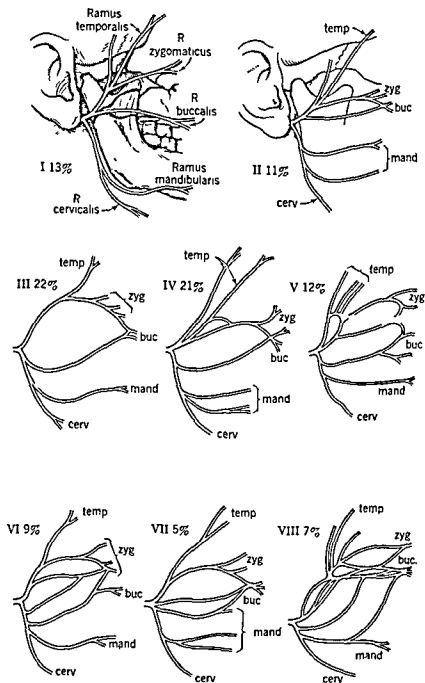 Ramus
temporalis
R
zygomaticus
R
buccalis
Ramus
mandibularis
R
cervicalis
I 13%
temp
zyg
buc
mand
II 11%
cerv
temp
III 22%
zyg
buc
mand
cerv
temp
IV 21%
zyg
buc
mand
cerv
V 12%
temp
zyg
buc
mand
cerv
temp
VI 9%
zyg
buc
mand
cerv
temp
VII 5%
zyg
buc
mand
cerv
temp
VIII 7%
zyg
buc.
mand
cerv